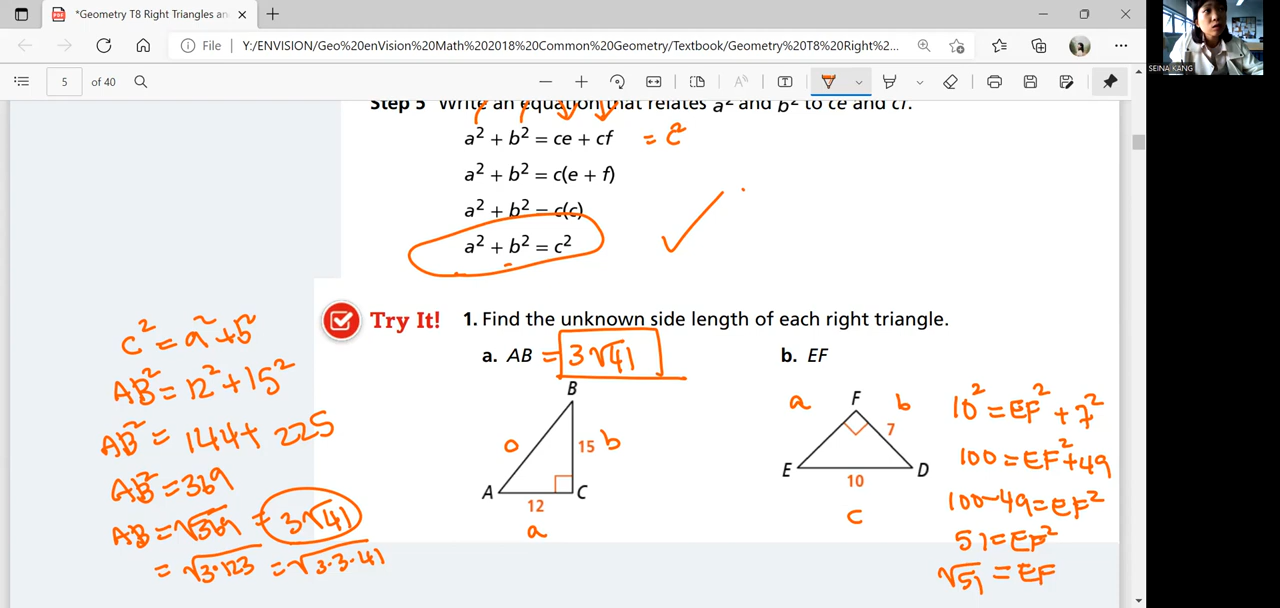 *Geometry T8 Right Triangles an
File Y:/ENVISION/Geo%20enVision%20Math%202018%20Common%20Geometry/Textbook/Geometry%20T8%20Right%2...
5 of 40
SEINA KANG
Step 5 Write an equation that relates a² and b² to ce and cf.
a² + b² = ce + cf = c²
a² + b² = c(e + f)
a² + b² = c(c)
a² + b² = c²
Try It! 1. Find the unknown side length of each right triangle.
a. AB = 3√41
b. EF
c² = a² + b²
AB² = 12² + 15²
AB² = 144 + 225
AB² = 369
AB = √369 = 3√41
= √3·123 = √3·3·41
B
15 b
A
C
12
a
a
F
b
7
E
D
10
c
10² = EF² + 7²
100 = EF² + 49
100 - 49 = EF²
51 = EF²
√51 = EF